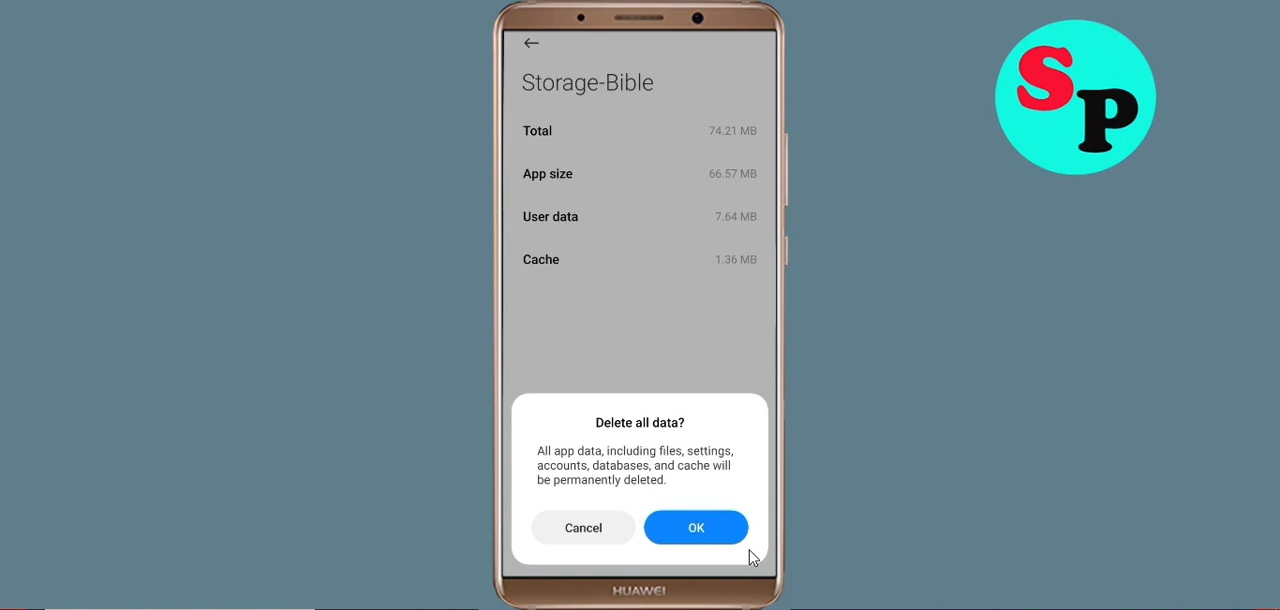 Storage-Bible
Total 74.21 MB
App size 66.57 MB
User data 7.64 MB
Cache 1.36 MB
Delete all data?
All app data, including files, settings,
accounts, databases, and cache will
be permanently deleted.
Cancel OK
HUAWEI
SP